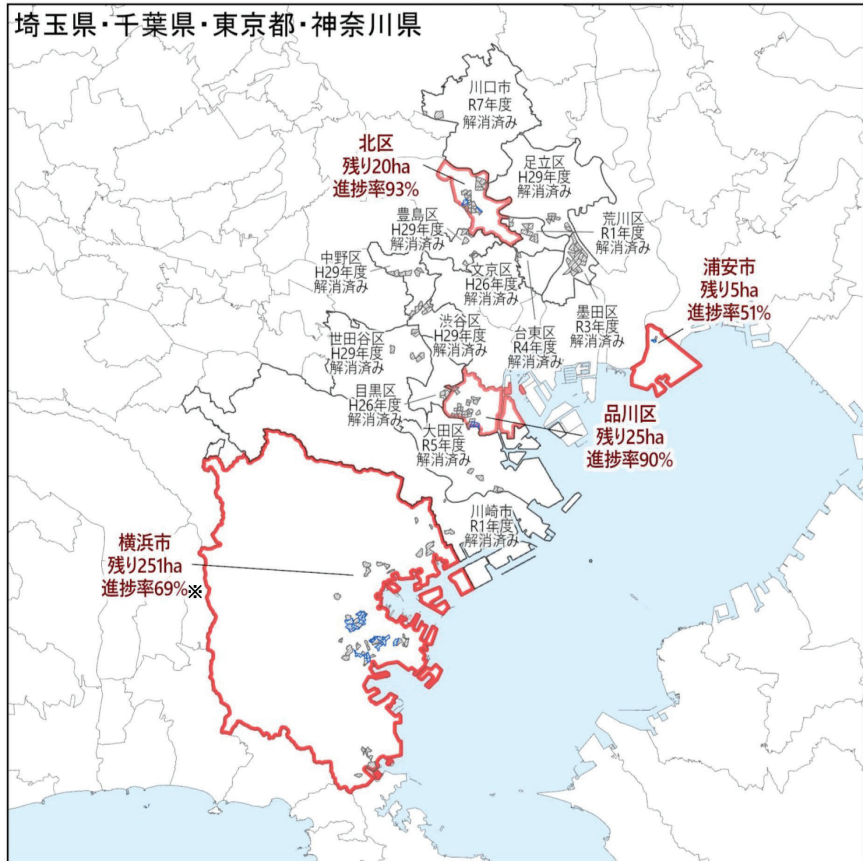 埼玉県・千葉県・東京都・神奈川県
川口市
R7年度
解消済み
北区
残り20ha
進捗率93%
足立区
H29年度
解消済み
豊島区
H29年度
解消済み
荒川区
R1年度
解消済み
中野区
H29年度
解消済み
文京区
H26年度
解消済み
浦安市
残り5ha
進捗率51%
墨田区
R3年度
解消済み
渋谷区
H29年度
解消済み
台東区
R4年度
解消済み
世田谷区
H29年度
解消済み
目黒区
H26年度
解消済み
品川区
残り25ha
進捗率90%
大田区
R5年度
解消済み
川崎市
R1年度
解消済み
横浜市
残り251ha
進捗率69%※